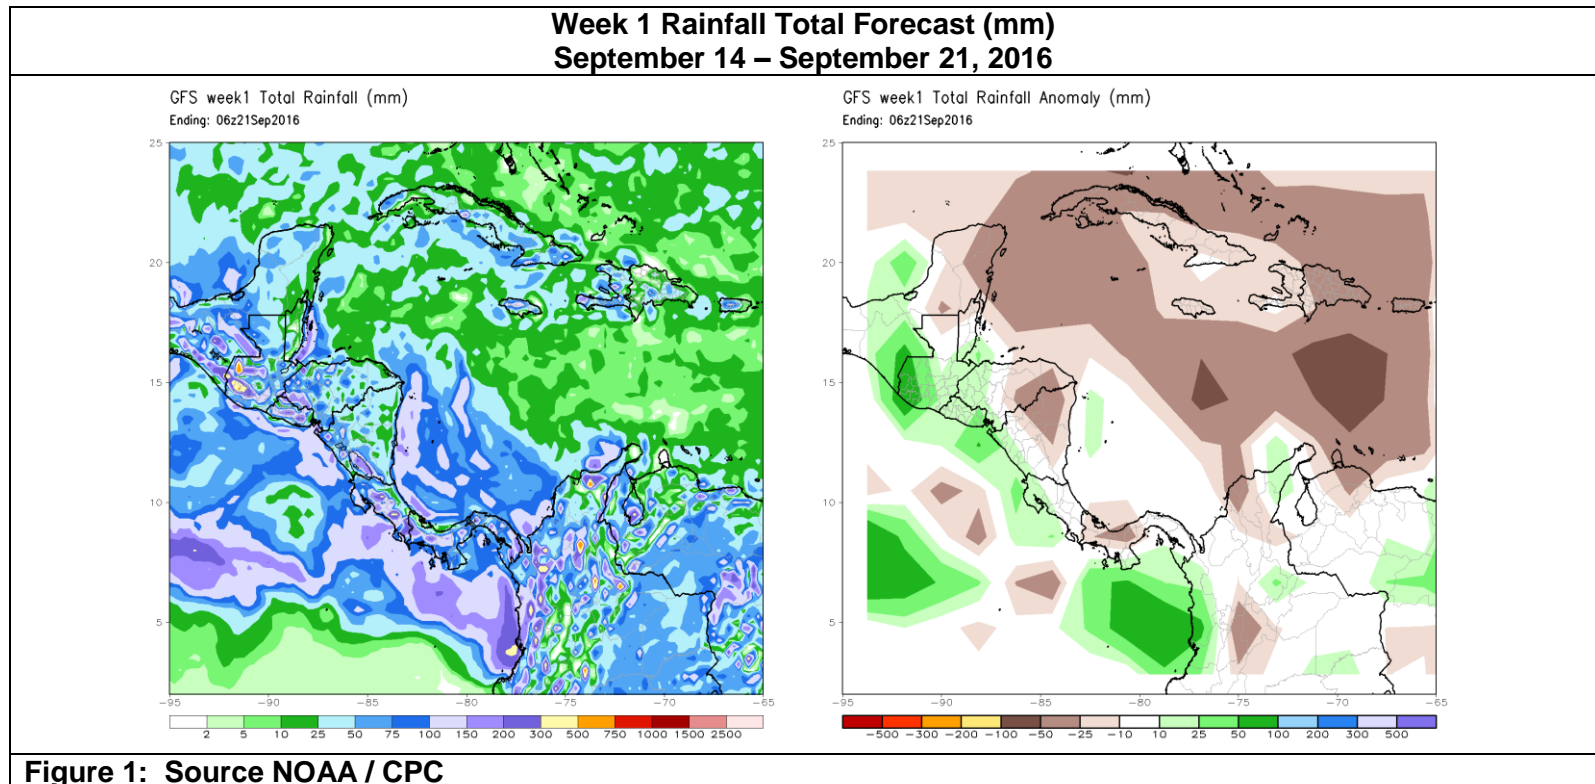 Week 1 Rainfall Total Forecast (mm)
September 14 – September 21, 2016
GFS week1 Total Rainfall (mm)
Ending: 06z21Sep2016
25
20
15
10
5
-95 -90 -85 -80 -75 -70 -65
2 5 10 25 50 75 100 150 200 300 500 750 1000 1500 2500
GFS week1 Total Rainfall Anomaly (mm)
Ending: 06z21Sep2016
25
20
15
10
5
-95 -90 -85 -80 -75 -70 -65
-500 -300 -200 -100 -50 -25 -10 10 25 50 100 200 300 500
Figure 1: Source NOAA / CPC